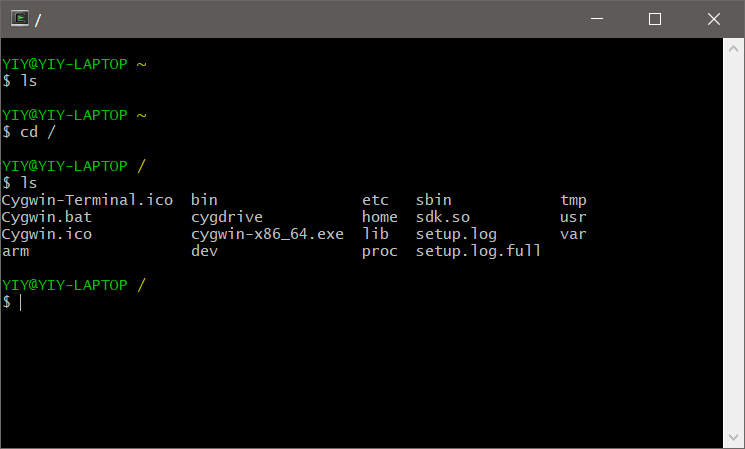 /
YIY@YIY-LAPTOP ~
$ ls
YIY@YIY-LAPTOP ~
$ cd /
YIY@YIY-LAPTOP /
$ ls
Cygwin-Terminal.ico  bin                etc   sbin            tmp
Cygwin.bat           cygdrive           home  sdk.so          usr
Cygwin.ico           cygwin-x86_64.exe  lib   setup.log       var
arm                  dev                proc  setup.log.full
YIY@YIY-LAPTOP /
$